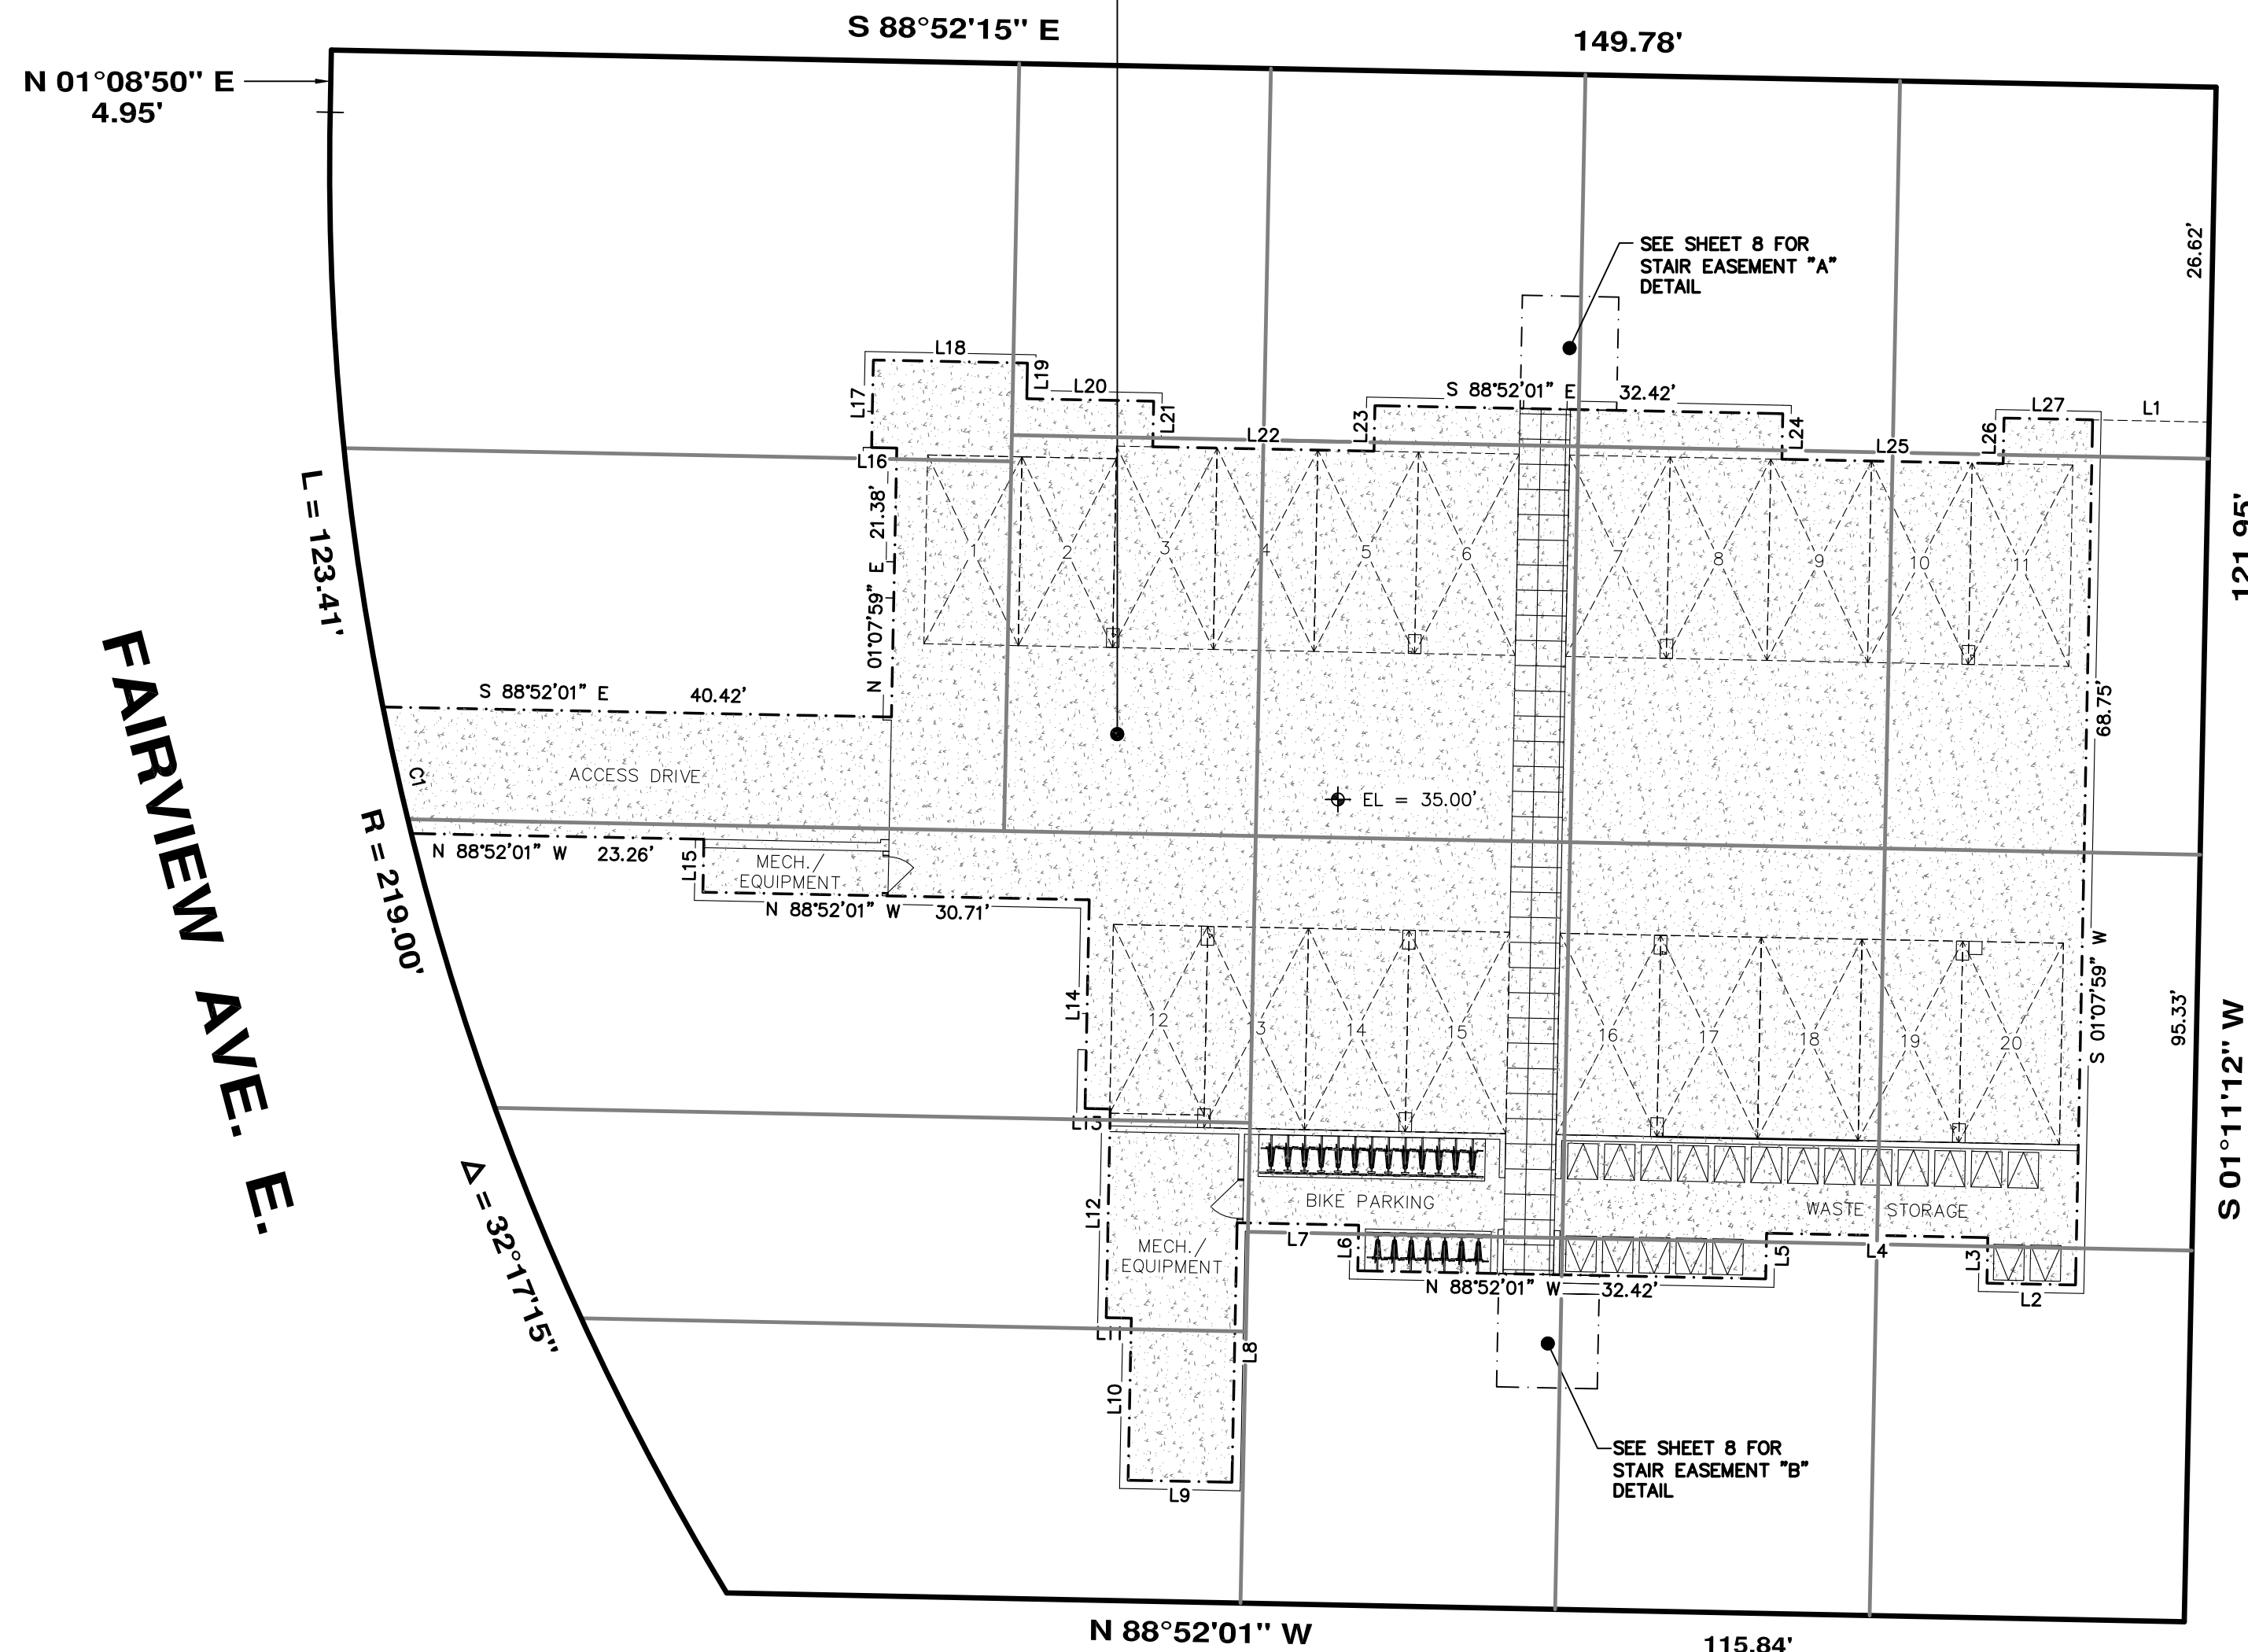 S 88°52'15" E
149.78'
N 01°08'50" E
4.95'
26.62'
SEE SHEET 8 FOR
STAIR EASEMENT "A"
DETAIL
L18
L19
L20
L17
L21
L16
L22
L23
S 88°52'01" E 32.42'
L24
L25
L26
L27
L1
L = 123.41'
N 01°07'59" E 21.38'
1
2
3
4
5
6
7
8
9
10
11
121.95'
68.75'
S 88°52'01" E 40.42'
C1
ACCESS DRIVE
EL = 35.00'
FAIRVIEW AVE. E.
R = 219.00'
N 88°52'01" W 23.26'
L15
MECH./
EQUIPMENT
N 88°52'01" W 30.71'
L14
12
13
14
15
16
17
18
19
20
S 01°07'59" W
95.33'
S 01°11'12" W
L13
Δ = 32°17'15"
L12
BIKE PARKING
WASTE STORAGE
MECH./
EQUIPMENT
L7
L6
N 88°52'01" W 32.42'
L5
L4
L3
L2
L11
L8
L10
L9
SEE SHEET 8 FOR
STAIR EASEMENT "B"
DETAIL
N 88°52'01" W
115.84'